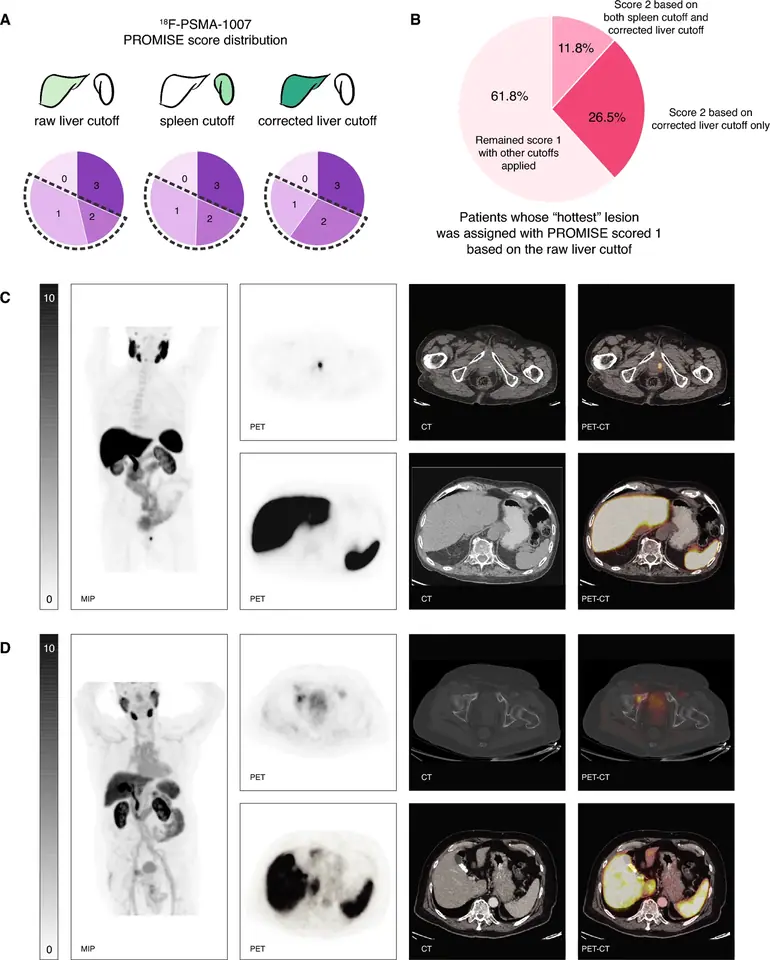 A
¹⁸F-PSMA-1007
PROMISE score distribution
raw liver cutoff
spleen cutoff
corrected liver cutoff
0
3
1
2
0
3
1
2
0
3
1
2
B
Score 2 based on
both spleen cutoff and
corrected liver cutoff
11.8%
61.8%
26.5%
Score 2 based on
corrected liver cutoff only
Remained score 1
with other cutoffs
applied
Patients whose “hottest” lesion
was assigned with PROMISE scored 1
based on the raw liver cuttof
C
10
0
MIP
PET
CT
PET-CT
PET
CT
PET-CT
D
10
0
MIP
PET
CT
PET-CT
PET
CT
PET-CT